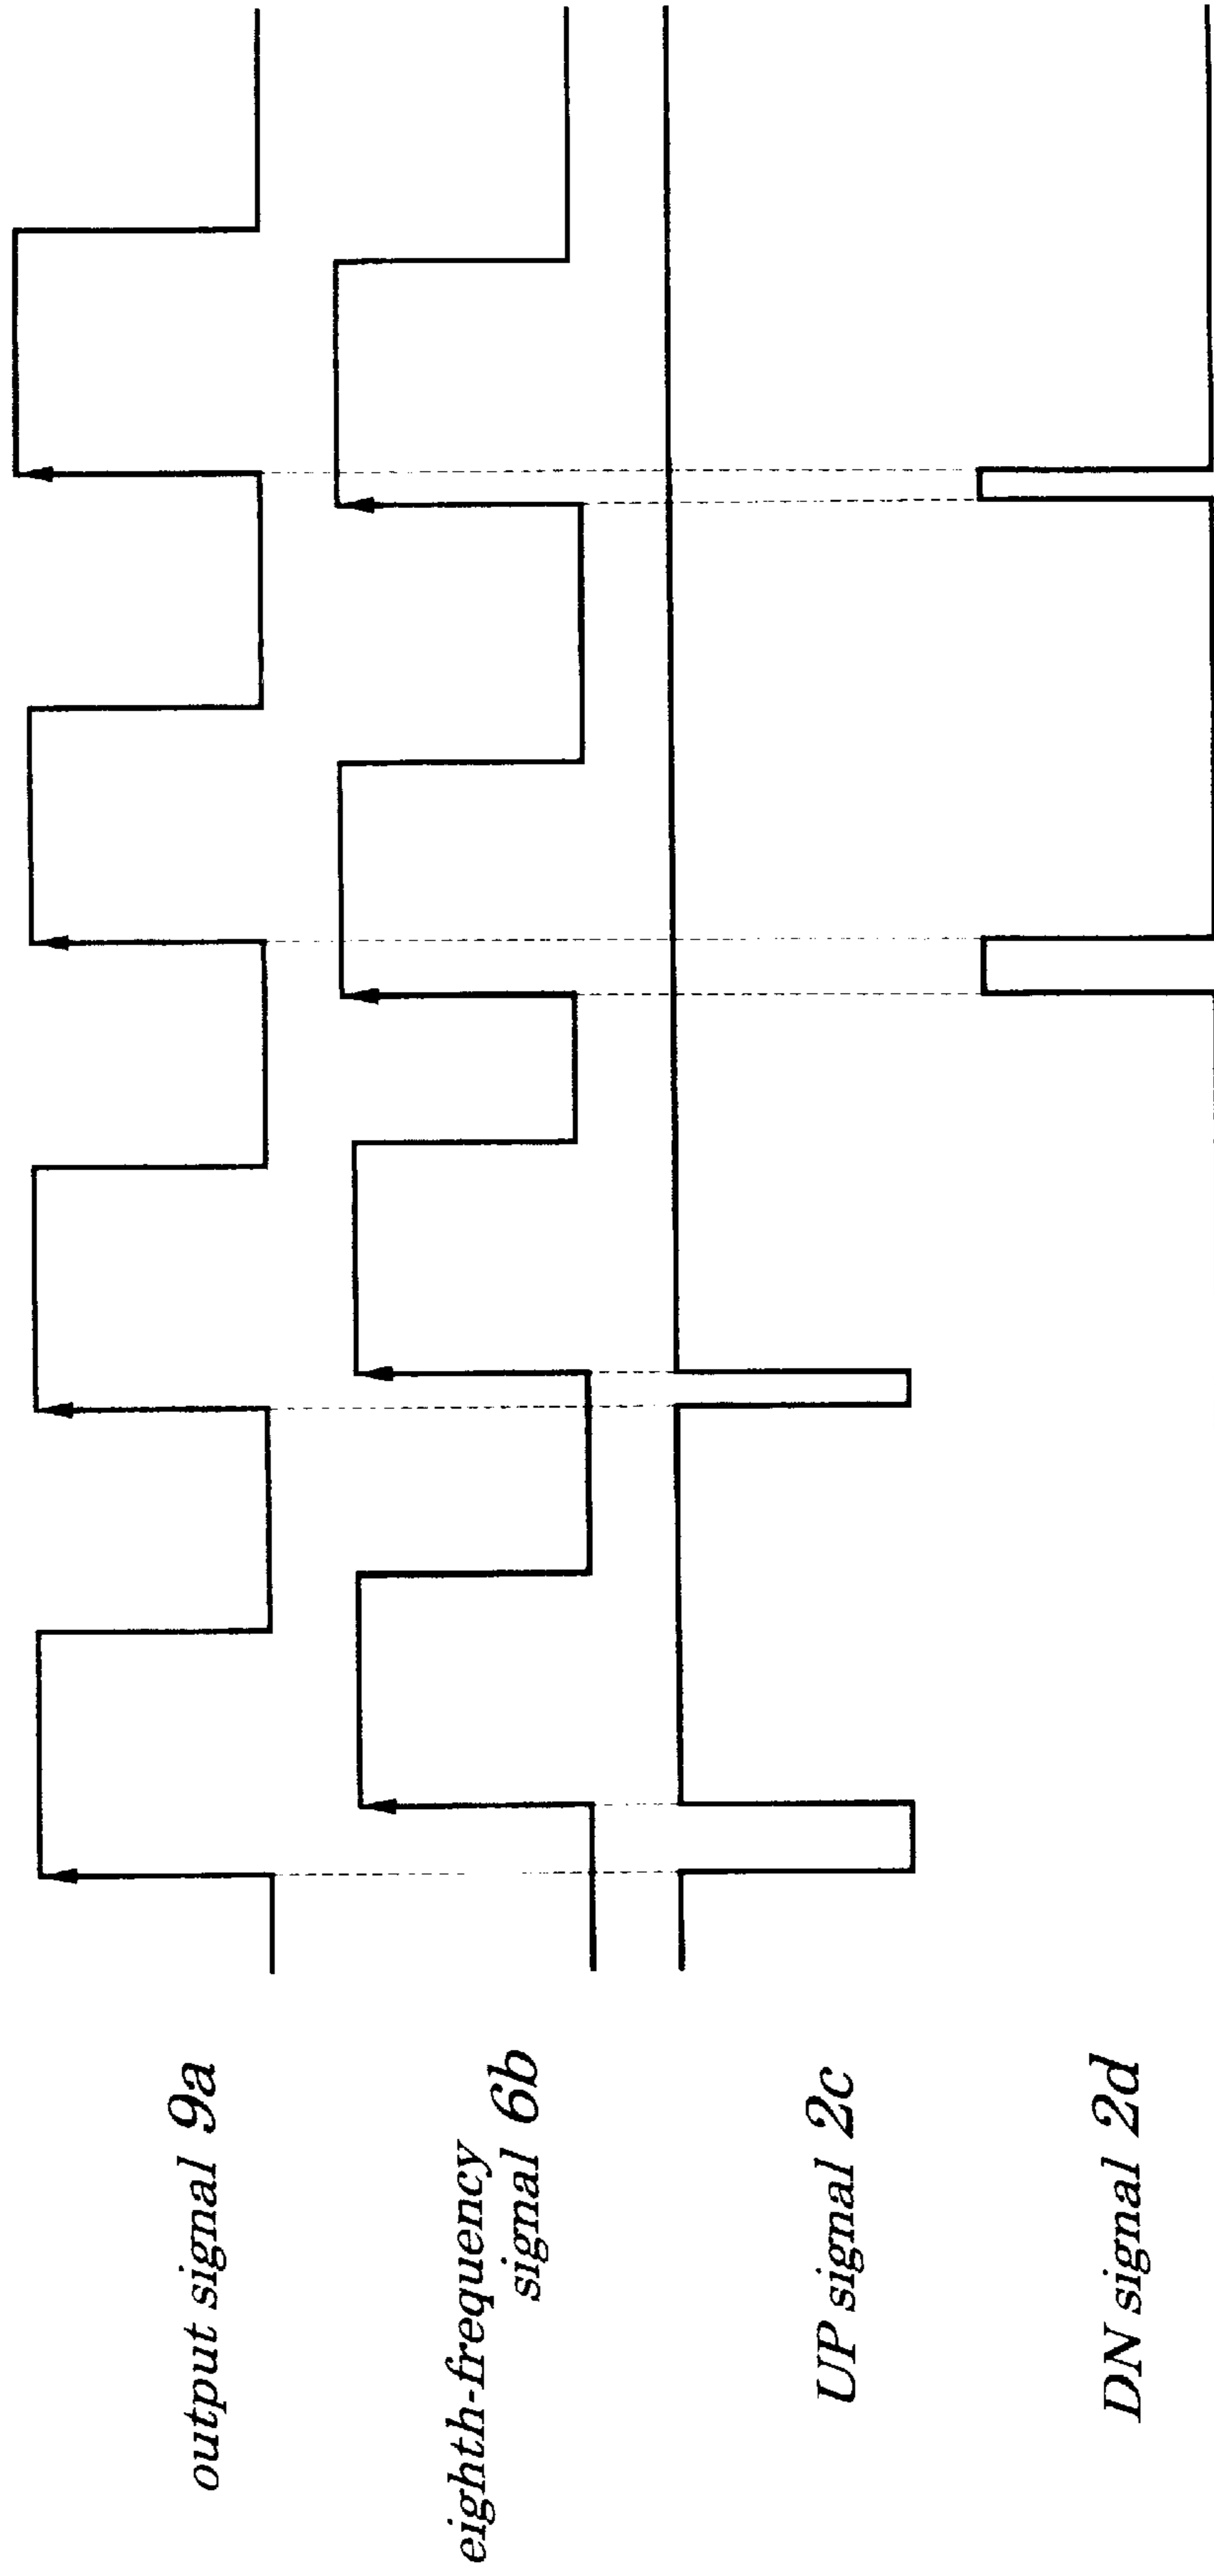 output signal 9a
eighth-frequency
signal 6b
UP signal 2c
DN signal 2d